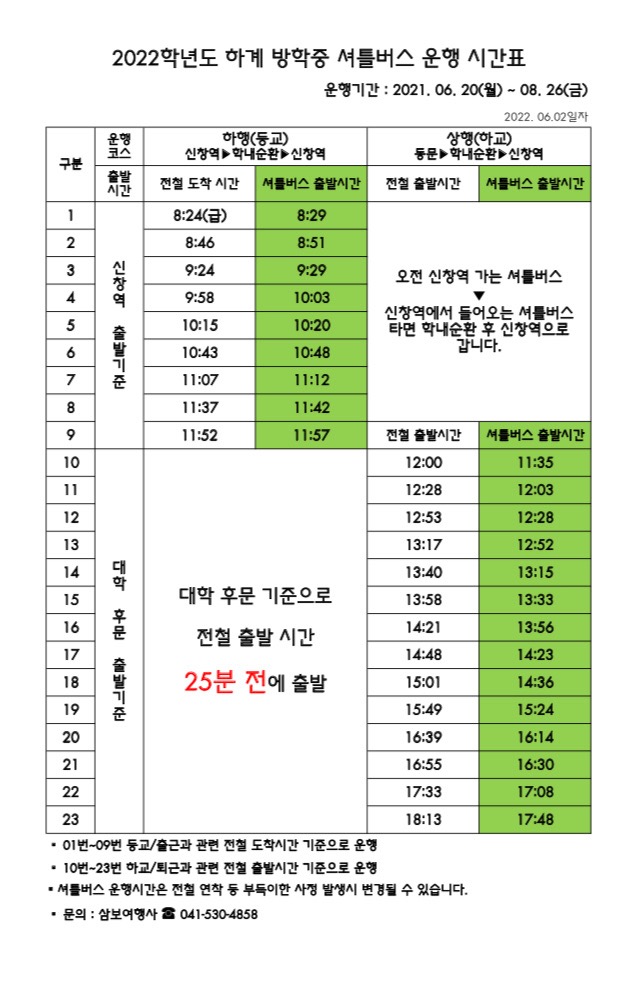 2022학년도 하계 방학중 셔틀버스 운행 시간표
운행기간 : 2021. 06. 20(월) ~ 08. 26(금)
2022. 06.02일자
구분
운행
코스
하행(등교)
신창역▶학내순환▶신창역
상행(하교)
동문▶학내순환▶신창역
출발
시간
전철 도착 시간 셔틀버스 출발시간 전철 출발시간 셔틀버스 출발시간
신창역 출발기준
1 8:24(급) 8:29
2 8:46 8:51
3 9:24 9:29
4 9:58 10:03
5 10:15 10:20
6 10:43 10:48
7 11:07 11:12
8 11:37 11:42
오전 신창역 가는 셔틀버스
▼
신창역에서 들어오는 셔틀버스
타면 학내순환 후 신창역으로
갑니다.
9 11:52 11:57 전철 출발시간 셔틀버스 출발시간
대학 후문 출발기준
대학 후문 기준으로
전철 출발 시간
25분 전에 출발
10 12:00 11:35
11 12:28 12:03
12 12:53 12:28
13 13:17 12:52
14 13:40 13:15
15 13:58 13:33
16 14:21 13:56
17 14:48 14:23
18 15:01 14:36
19 15:49 15:24
20 16:39 16:14
21 16:55 16:30
22 17:33 17:08
23 18:13 17:48
▪ 01번~09번 등교/출근과 관련 전철 도착시간 기준으로 운행
▪ 10번~23번 하교/퇴근과 관련 전철 출발시간 기준으로 운행
▪ 셔틀버스 운행시간은 전철 연착 등 부득이한 사정 발생시 변경될 수 있습니다.
▪ 문의 : 삼보여행사 ☎ 041-530-4858